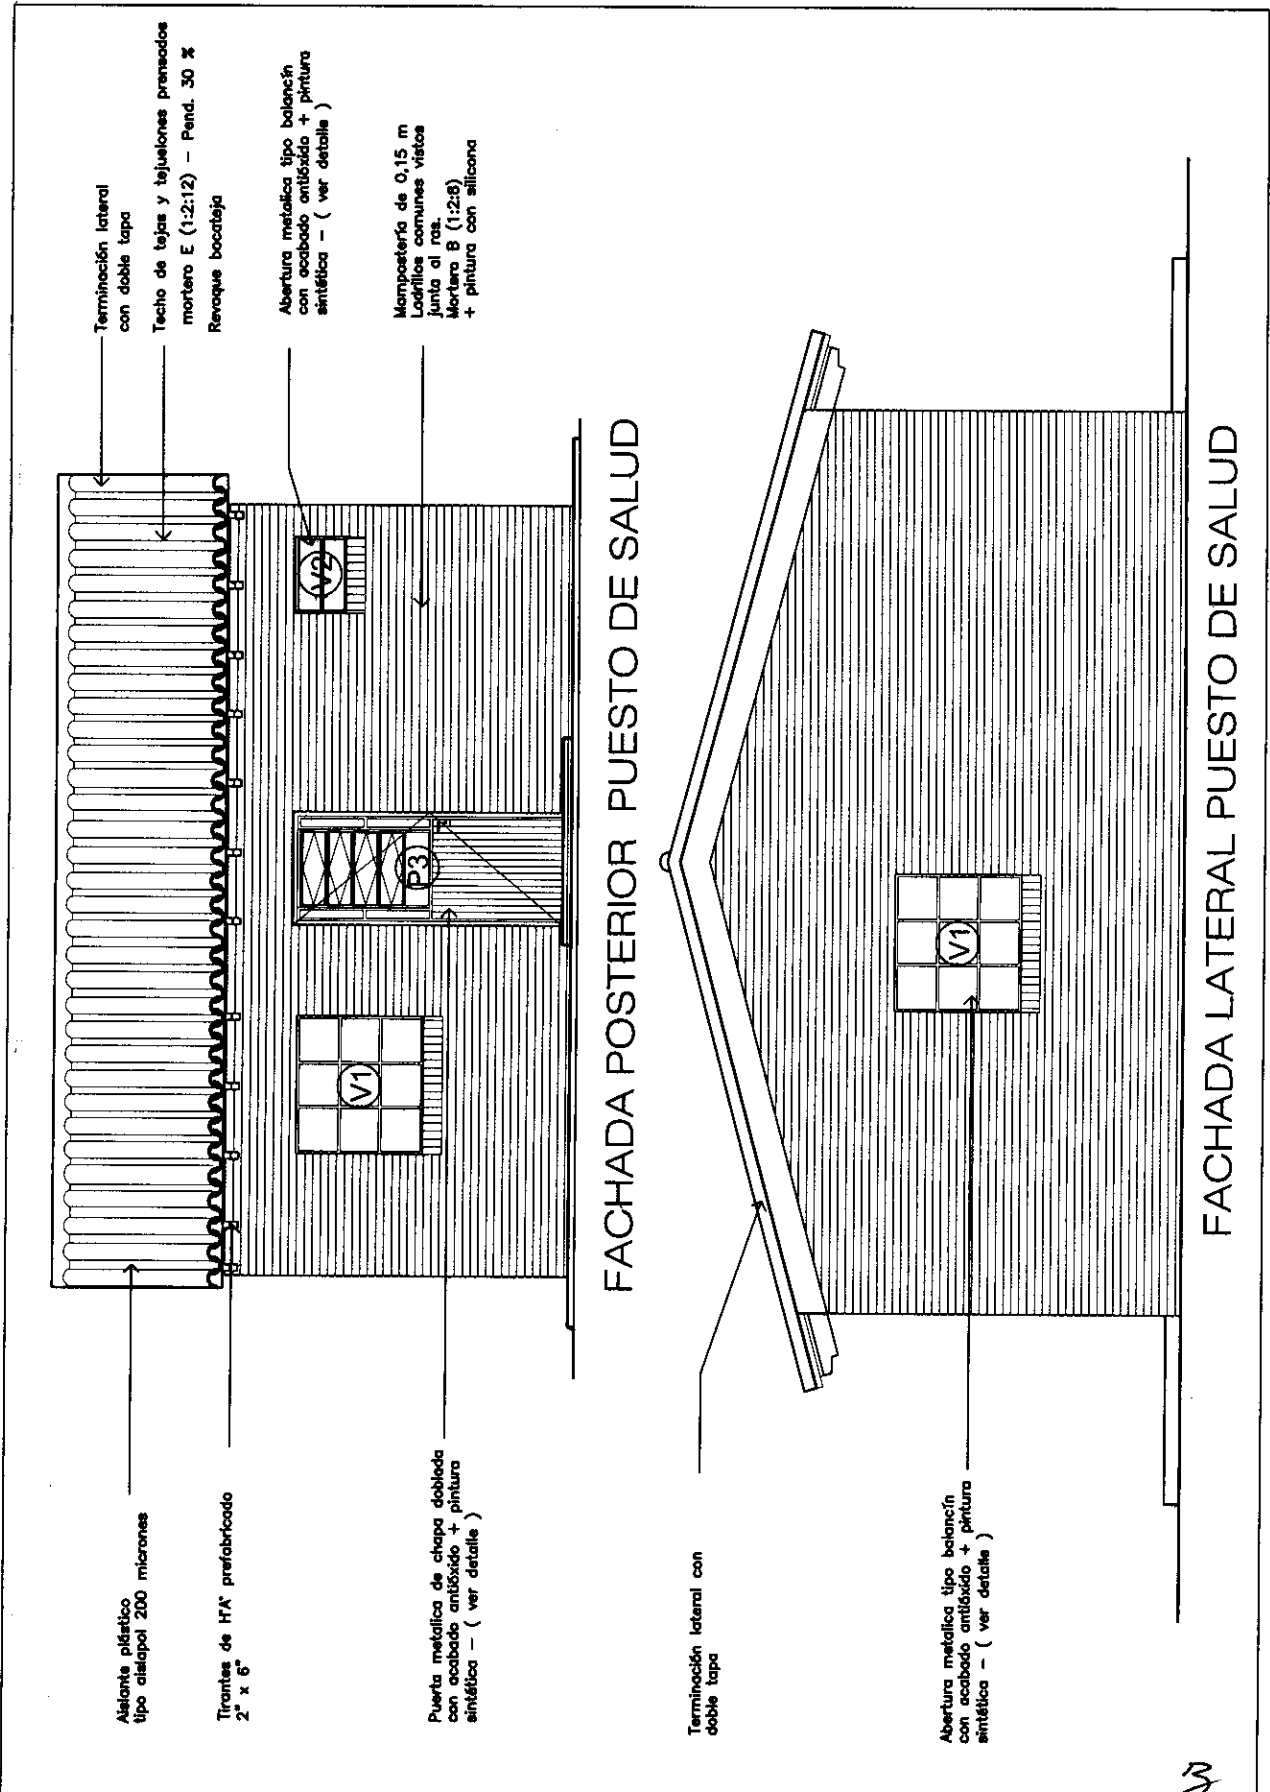 Aislante plástico
tipo aislapol 200 micrones
Tirantes de HºAº prefabricado
2" x 6"
Puerta metalica de chapa doblada
con acabado antióxido + pintura
sintética – ( ver detalle )
Terminación lateral
con doble tapa
Techo de tejas y tejuelones prensados
mortero E (1:2:12) – Pend. 30 %
Revoque bocateja
Abertura metalica tipo balancín
con acabado antióxido + pintura
sintética – ( ver detalle )
Mampostería de 0,15 m
Ladrillos comunes vistos
junta al ras.
Mortero B (1:2:8)
+ pintura con silicona
V1
P3
V2
FACHADA POSTERIOR PUESTO DE SALUD
Terminación lateral con
doble tapa
Abertura metalica tipo balancín
con acabado antióxido + pintura
sintética – ( ver detalle )
V1
FACHADA LATERAL PUESTO DE SALUD